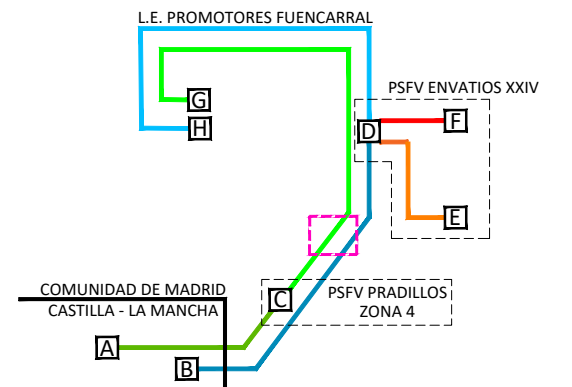 L.E. PROMOTORES FUENCARRAL
PSFV ENVATIOS XXIV
G
H
D
F
E
C
PSFV PRADILLOS
ZONA 4
COMUNIDAD DE MADRID
CASTILLA - LA MANCHA
A
B